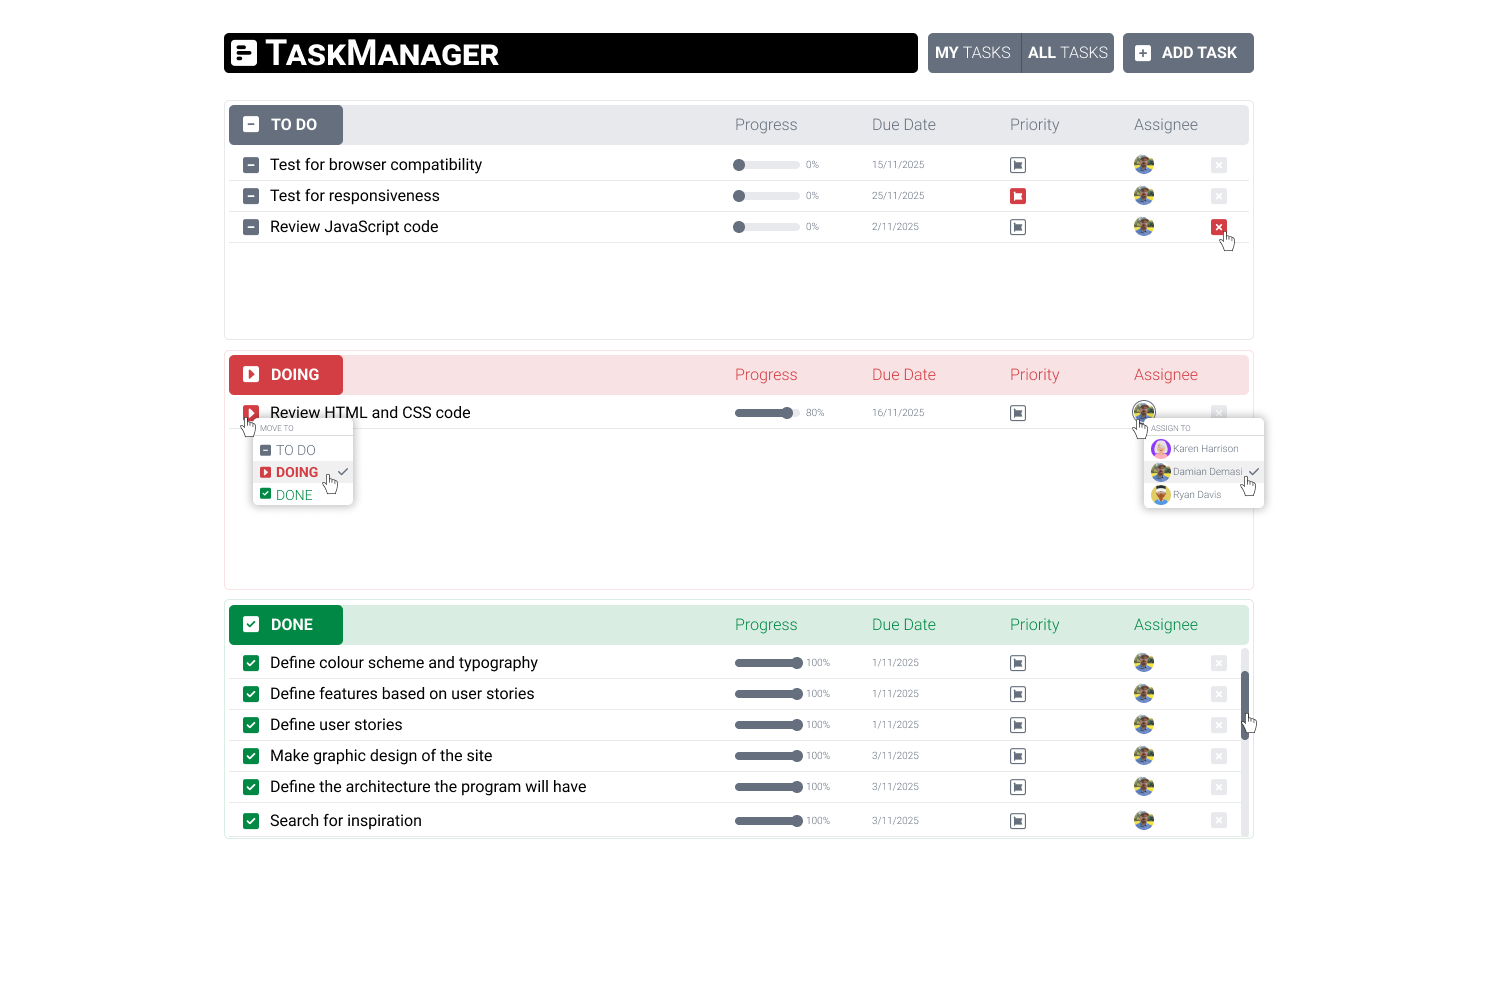 TASKMANAGER
MY TASKS ALL TASKS ADD TASK
TO DO Progress Due Date Priority Assignee
Test for browser compatibility 0% 15/11/2025
Test for responsiveness 0% 25/11/2025
Review JavaScript code 0% 2/11/2025
DOING Progress Due Date Priority Assignee
Review HTML and CSS code 80% 16/11/2025
MOVE TO
TO DO
DOING
DONE
ASSIGN TO
Karen Harrison
Damian Demasi
Ryan Davis
DONE Progress Due Date Priority Assignee
Define colour scheme and typography 100% 1/11/2025
Define features based on user stories 100% 1/11/2025
Define user stories 100% 1/11/2025
Make graphic design of the site 100% 3/11/2025
Define the architecture the program will have 100% 3/11/2025
Search for inspiration 100% 3/11/2025